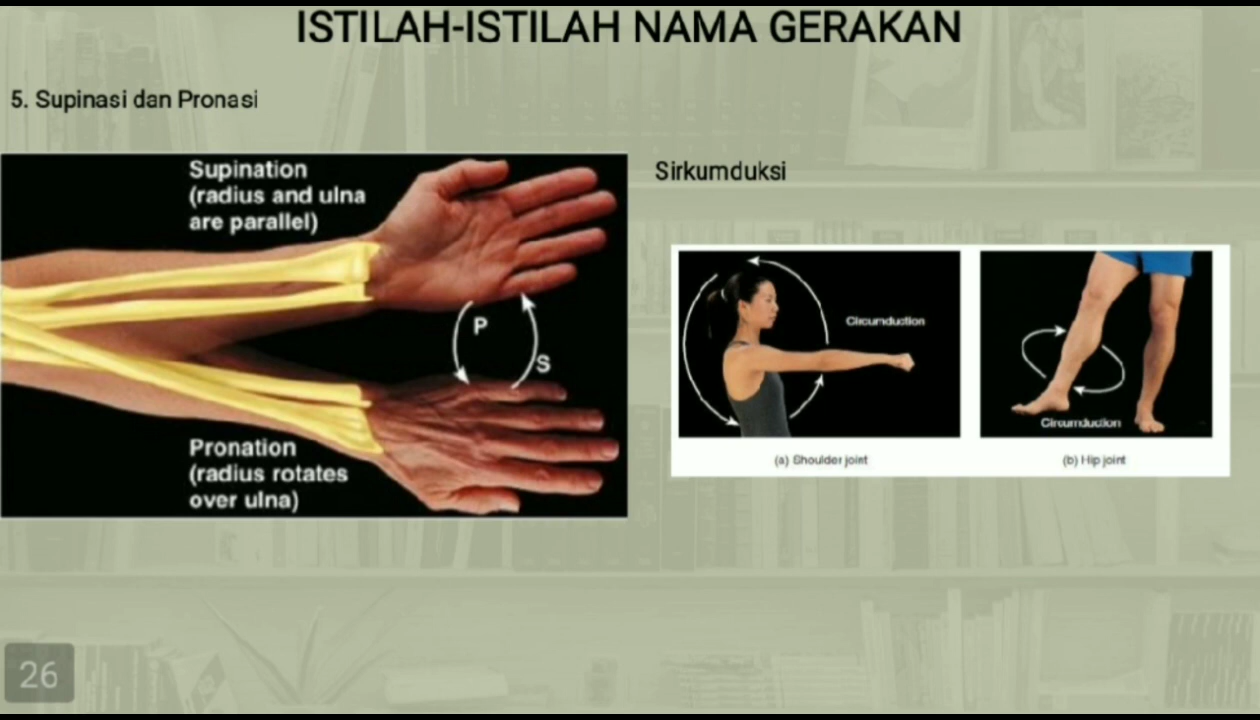 ISTILAH-ISTILAH NAMA GERAKAN
5. Supinasi dan Pronasi
Supination
(radius and ulna
are parallel)
P
S
Pronation
(radius rotates
over ulna)
Sirkumduksi
Circumduction
Circumduction
(a) Shoulder joint
(b) Hip joint
26